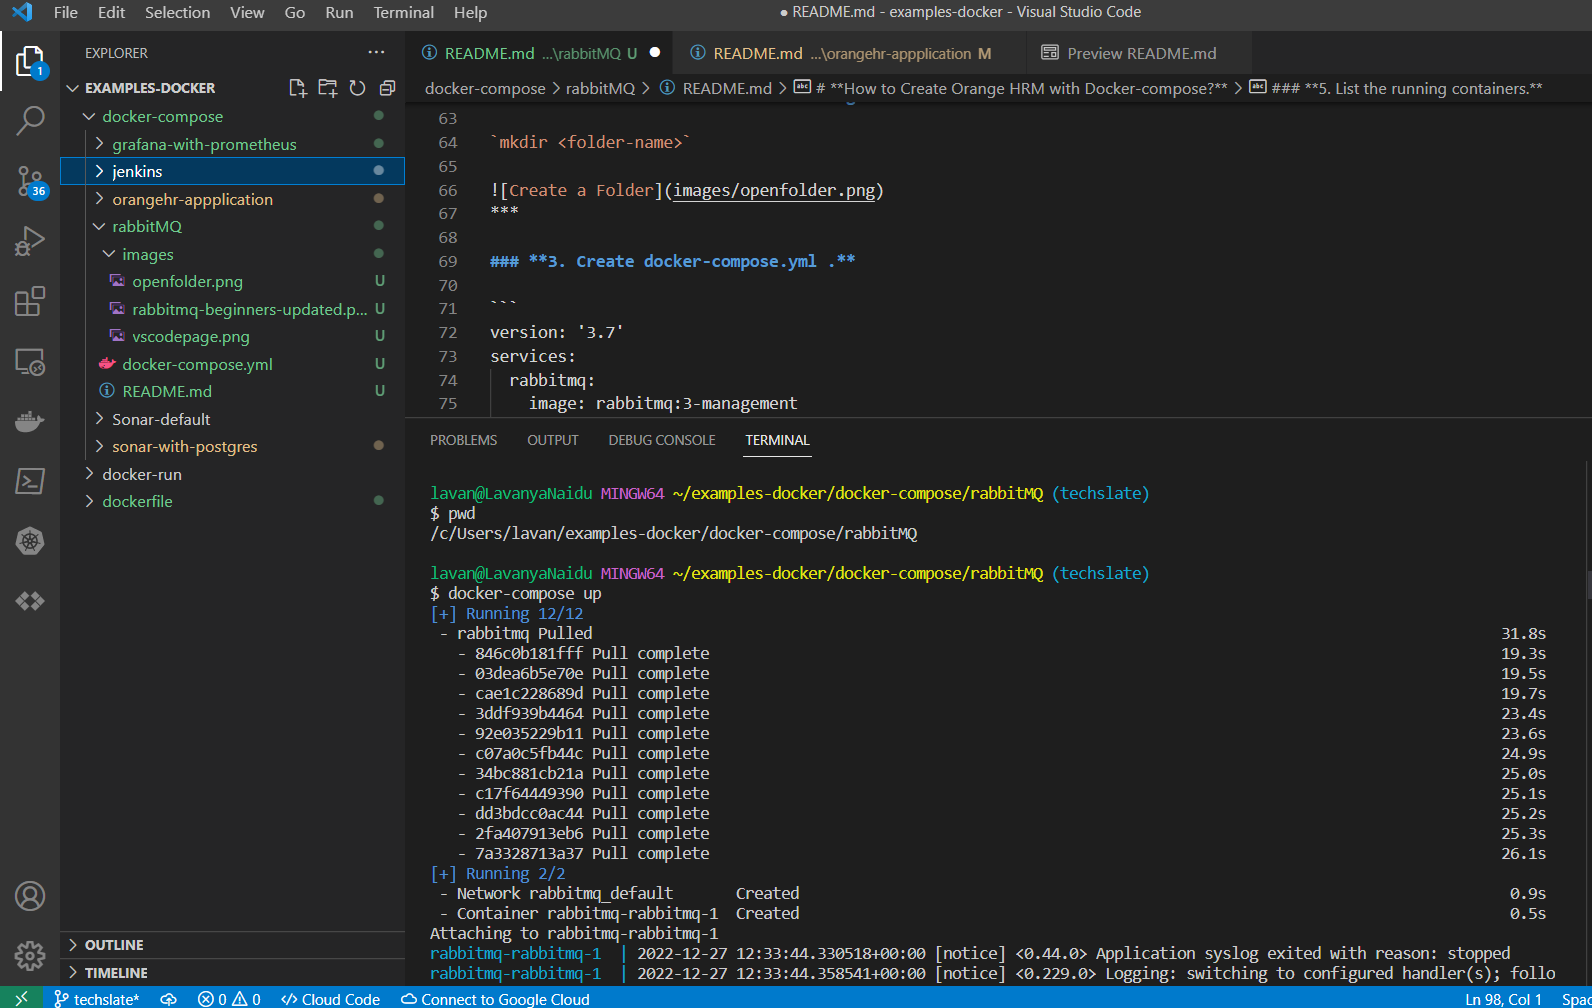 File Edit Selection View Go Run Terminal Help
● README.md - examples-docker - Visual Studio Code
EXPLORER
README.md ...\rabbitMQ U
README.md ...\orangehr-appplication M
Preview README.md
EXAMPLES-DOCKER
docker-compose > rabbitMQ > README.md > # **How to Create Orange HRM with Docker-compose?** > ### **5. List the running containers.**
1
36
docker-compose
grafana-with-prometheus
jenkins
orangehr-appplication
rabbitMQ
images
openfolder.png U
rabbitmq-beginners-updated.p... U
vscodepage.png U
docker-compose.yml U
README.md U
Sonar-default
sonar-with-postgres
docker-run
dockerfile
OUTLINE
TIMELINE
63
64 `mkdir <folder-name>`
65
66 ![Create a Folder](images/openfolder.png)
67 ***
68
69 ### **3. Create docker-compose.yml .**
70
71 ```
72 version: '3.7'
73 services:
74 rabbitmq:
75 image: rabbitmq:3-management
PROBLEMS OUTPUT DEBUG CONSOLE TERMINAL
lavan@LavanyaNaidu MINGW64 ~/examples-docker/docker-compose/rabbitMQ (techslate)
$ pwd
/c/Users/lavan/examples-docker/docker-compose/rabbitMQ
lavan@LavanyaNaidu MINGW64 ~/examples-docker/docker-compose/rabbitMQ (techslate)
$ docker-compose up
[+] Running 12/12
- rabbitmq Pulled 31.8s
- 846c0b181fff Pull complete 19.3s
- 03dea6b5e70e Pull complete 19.5s
- cae1c228689d Pull complete 19.7s
- 3ddf939b4464 Pull complete 23.4s
- 92e035229b11 Pull complete 23.6s
- c07a0c5fb44c Pull complete 24.9s
- 34bc881cb21a Pull complete 25.0s
- c17f64449390 Pull complete 25.1s
- dd3bdcc0ac44 Pull complete 25.2s
- 2fa407913eb6 Pull complete 25.3s
- 7a3328713a37 Pull complete 26.1s
[+] Running 2/2
- Network rabbitmq_default Created 0.9s
- Container rabbitmq-rabbitmq-1 Created 0.5s
Attaching to rabbitmq-rabbitmq-1
rabbitmq-rabbitmq-1 | 2022-12-27 12:33:44.330518+00:00 [notice] <0.44.0> Application syslog exited with reason: stopped
rabbitmq-rabbitmq-1 | 2022-12-27 12:33:44.358541+00:00 [notice] <0.229.0> Logging: switching to configured handler(s); follo
techslate* 0 0 Cloud Code Connect to Google Cloud Ln 98, Col 1 Spac